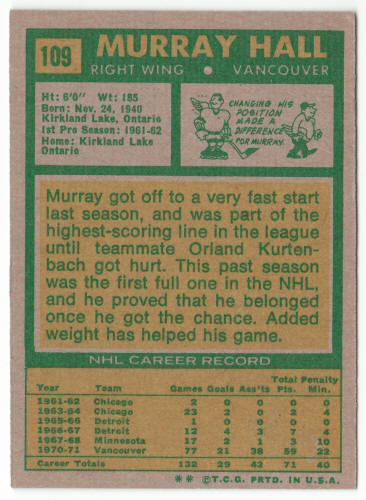 109
MURRAY HALL
RIGHT WING • VANCOUVER
Ht: 6'0" Wt: 185
Born: Nov. 24, 1940
Kirkland Lake, Ontario
1st Pro Season: 1961-62
Home: Kirkland Lake
Ontario
CHANGING HIS
POSITION
MADE A
DIFFERENCE
FOR MURRAY.
Murray got off to a very fast start
last season, and was part of the
highest-scoring line in the league
until teammate Orland Kurten-
bach got hurt. This past season
was the first full one in the NHL,
and he proved that he belonged
once he got the chance. Added
weight has helped his game.
NHL CAREER RECORD
Year Team Games Goals Ass'ts Total Pts. Penalty Min.
1961-62 Chicago 2 0 0 0 0
1963-64 Chicago 23 2 0 2 4
1965-66 Detroit 1 0 0 0 0
1966-67 Detroit 12 4 3 7 4
1967-68 Minnesota 17 2 1 3 10
1970-71 Vancouver 77 21 38 59 22
Career Totals 132 29 42 71 40
** © T.C.G. PRTD. IN U.S.A.